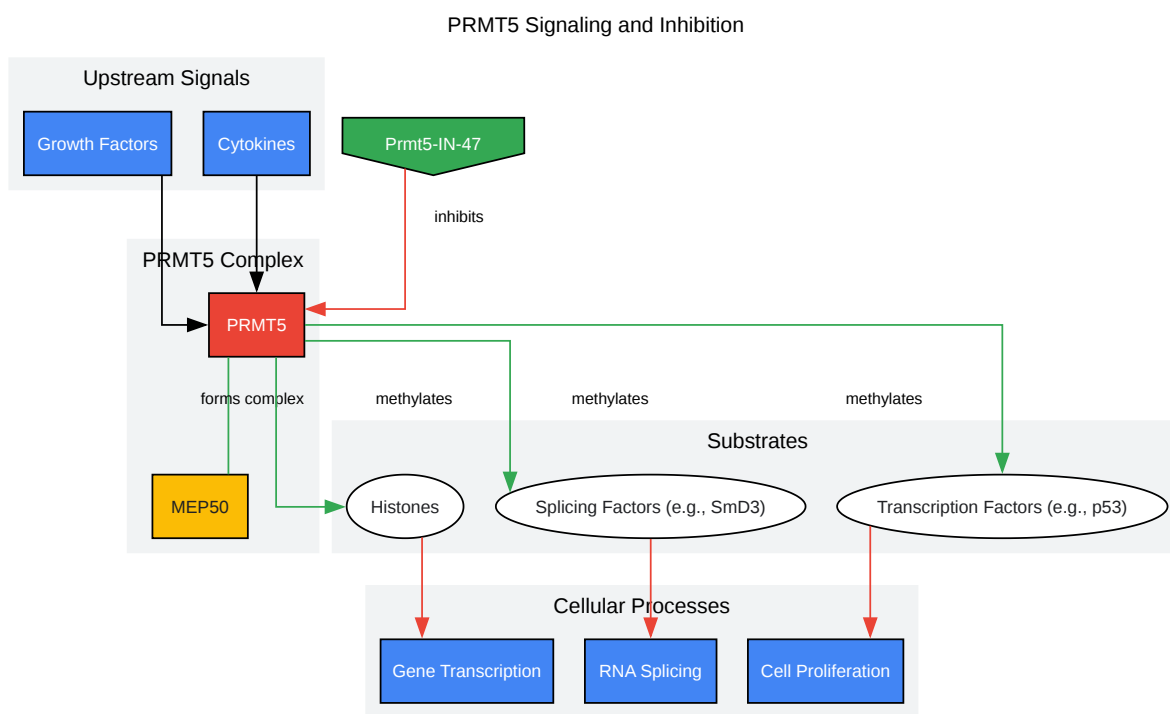 PRMT5 Signaling and Inhibition
Upstream Signals
Growth Factors
Cytokines
Prmt5-IN-47
inhibits
PRMT5 Complex
PRMT5
forms complex
methylates
methylates
methylates
Substrates
MEP50
Histones
Splicing Factors (e.g., SmD3)
Transcription Factors (e.g., p53)
Cellular Processes
Gene Transcription
RNA Splicing
Cell Proliferation